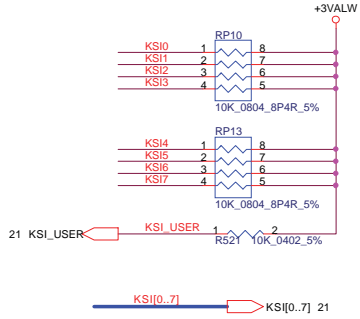 +3VALW
RP10
KSI0 1 8
KSI1 2 7
KSI2 3 6
KSI3 4 5
10K_0804_8P4R_5%
RP13
KSI4 1 8
KSI5 2 7
KSI6 3 6
KSI7 4 5
10K_0804_8P4R_5%
21 KSI_USER KSI_USER 1 2
R521 10K_0402_5%
KSI[0..7] KSI[0..7] 21